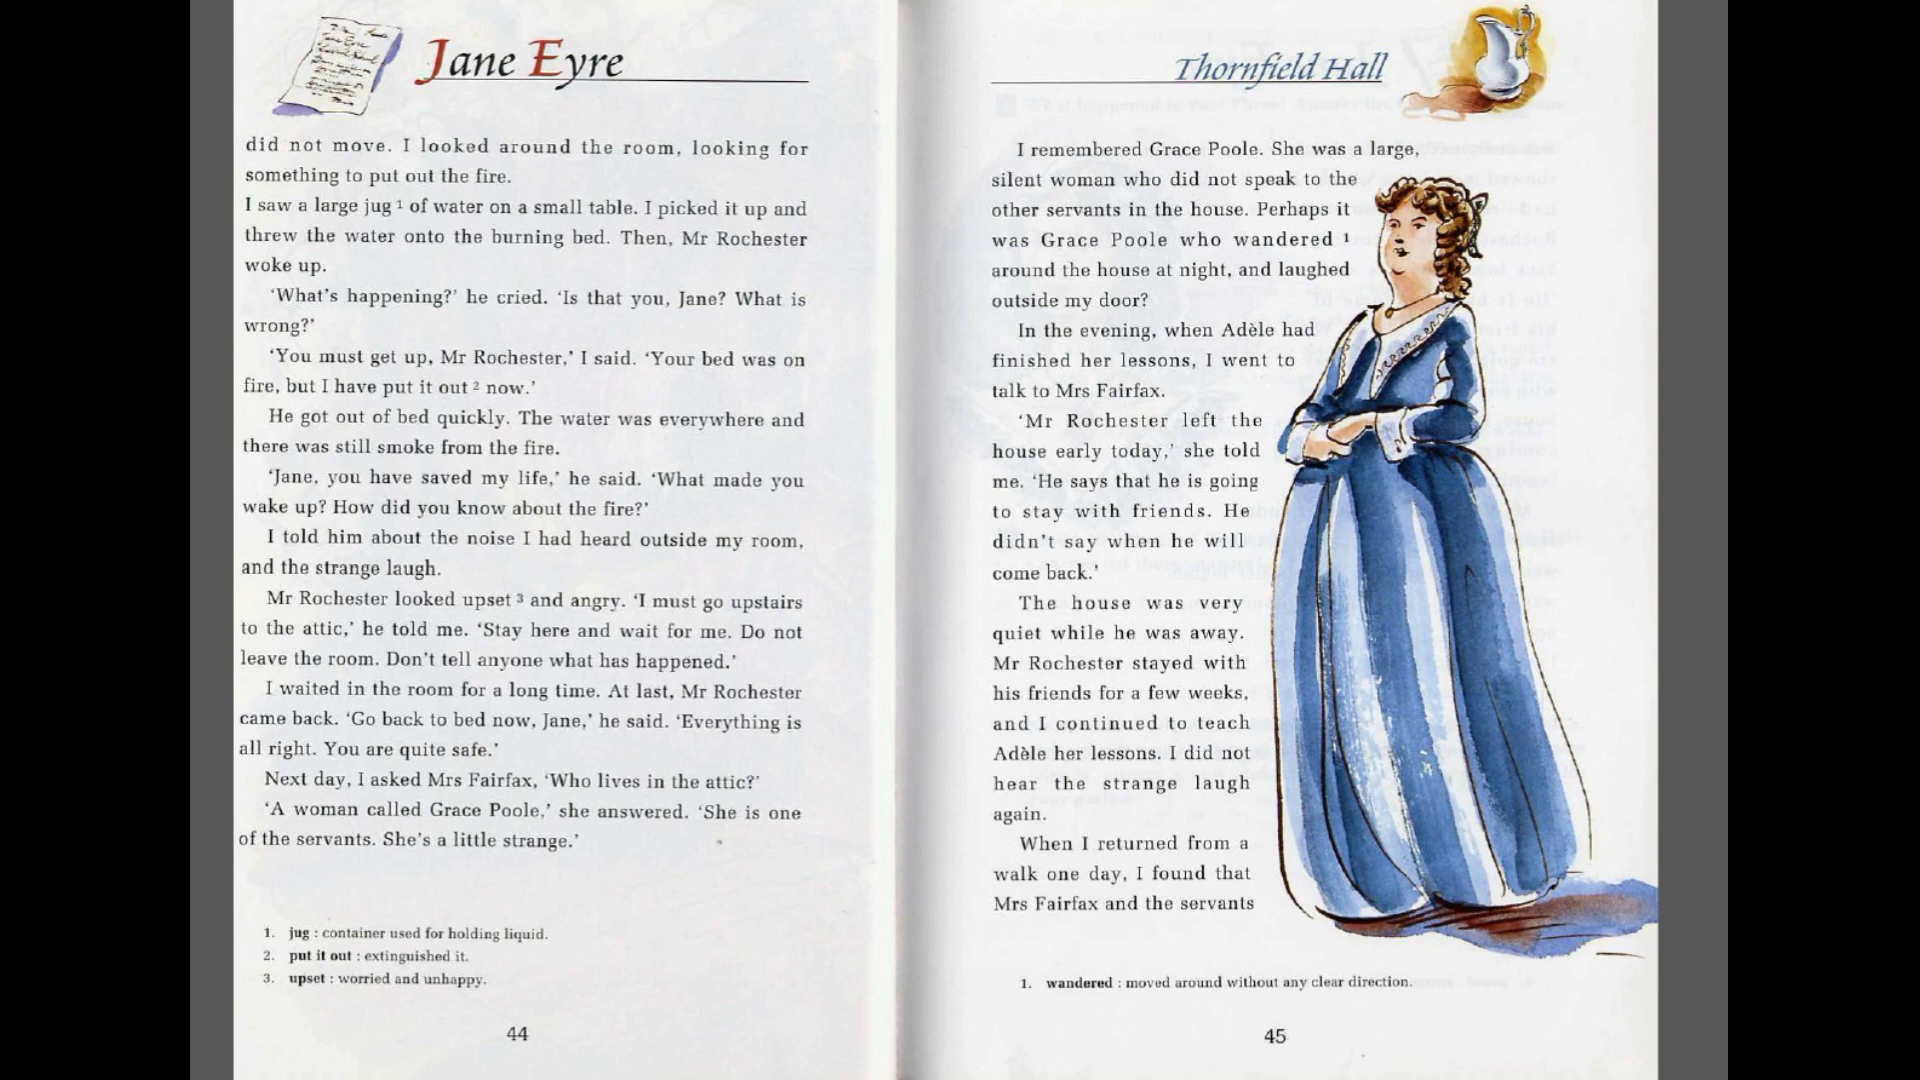 Jane Eyre
did not move. I looked around the room, looking for
something to put out the fire.
I saw a large jug 1 of water on a small table. I picked it up and
threw the water onto the burning bed. Then, Mr Rochester
woke up.
‘What's happening?’ he cried. ‘Is that you, Jane? What is
wrong?’
‘You must get up, Mr Rochester,’ I said. ‘Your bed was on
fire, but I have put it out 2 now.’
He got out of bed quickly. The water was everywhere and
there was still smoke from the fire.
‘Jane, you have saved my life,’ he said. ‘What made you
wake up? How did you know about the fire?’
I told him about the noise I had heard outside my room,
and the strange laugh.
Mr Rochester looked upset 3 and angry. ‘I must go upstairs
to the attic,’ he told me. ‘Stay here and wait for me. Do not
leave the room. Don't tell anyone what has happened.’
I waited in the room for a long time. At last, Mr Rochester
came back. ‘Go back to bed now, Jane,’ he said. ‘Everything is
all right. You are quite safe.’
Next day, I asked Mrs Fairfax, ‘Who lives in the attic?’
‘A woman called Grace Poole,’ she answered. ‘She is one
of the servants. She's a little strange.’
1. jug : container used for holding liquid.
2. put it out : extinguished it.
3. upset : worried and unhappy.
44
Thornfield Hall
I remembered Grace Poole. She was a large,
silent woman who did not speak to the
other servants in the house. Perhaps it
was Grace Poole who wandered 1
around the house at night, and laughed
outside my door?
In the evening, when Adèle had
finished her lessons, I went to
talk to Mrs Fairfax.
‘Mr Rochester left the
house early today,’ she told
me. ‘He says that he is going
to stay with friends. He
didn't say when he will
come back.’
The house was very
quiet while he was away.
Mr Rochester stayed with
his friends for a few weeks,
and I continued to teach
Adèle her lessons. I did not
hear the strange laugh
again.
When I returned from a
walk one day, I found that
Mrs Fairfax and the servants
1. wandered : moved around without any clear direction.
45